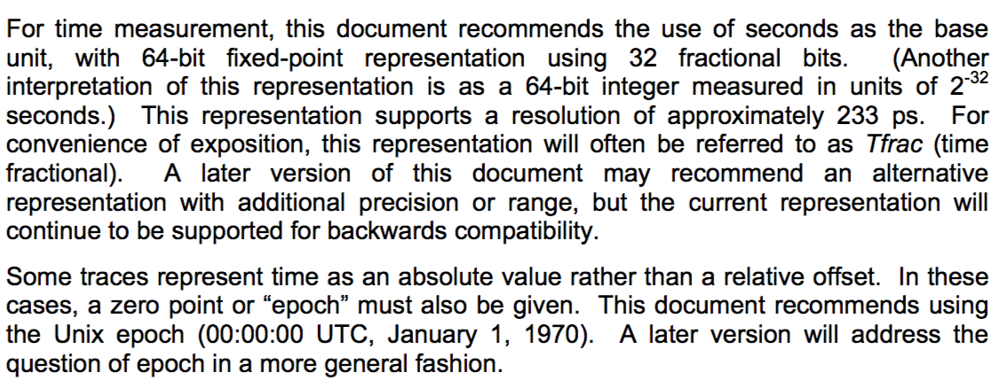 For time measurement, this document recommends the use of seconds as the base
unit, with 64-bit fixed-point representation using 32 fractional bits. (Another
interpretation of this representation is as a 64-bit integer measured in units of 2⁻³²
seconds.) This representation supports a resolution of approximately 233 ps. For
convenience of exposition, this representation will often be referred to as Tfrac (time
fractional). A later version of this document may recommend an alternative
representation with additional precision or range, but the current representation will
continue to be supported for backwards compatibility.
Some traces represent time as an absolute value rather than a relative offset. In these
cases, a zero point or “epoch” must also be given. This document recommends using
the Unix epoch (00:00:00 UTC, January 1, 1970). A later version will address the
question of epoch in a more general fashion.